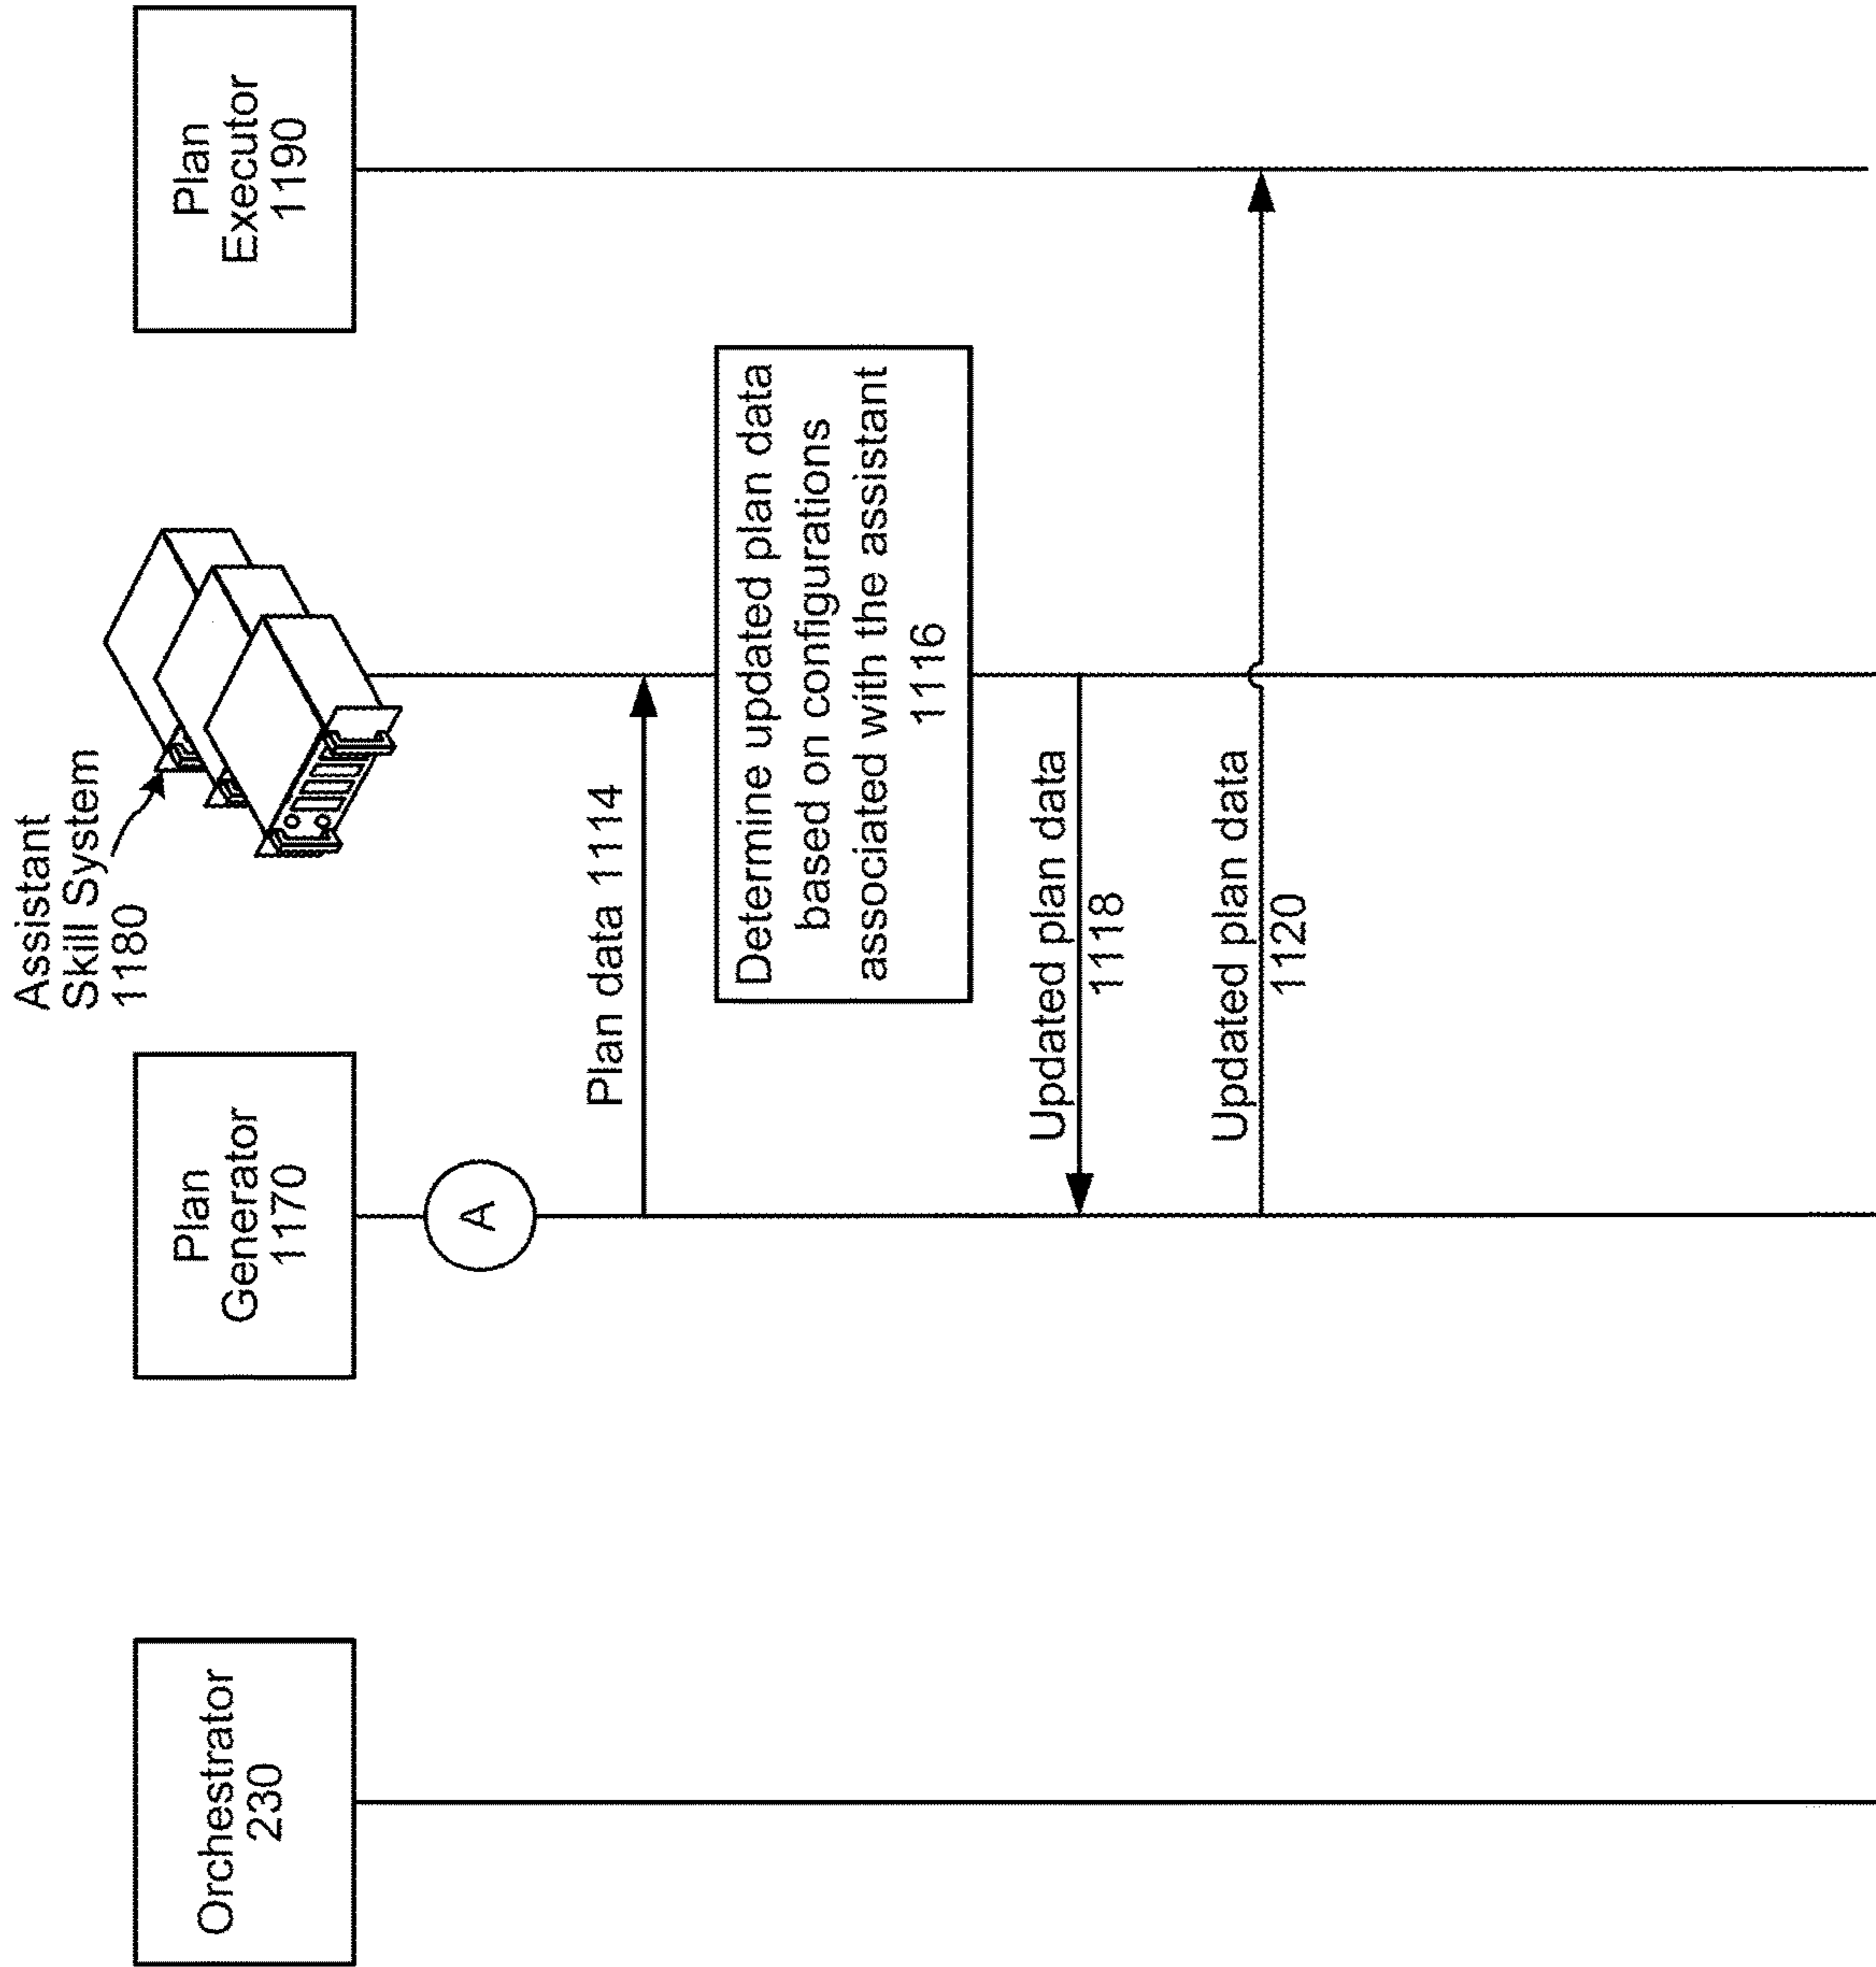 Orchestrator
230
Plan
Generator
1170
Assistant
Skill System
1180
Plan
Executor
1190
A
Plan data 1114
Determine updated plan data
based on configurations
associated with the assistant
1116
Updated plan data
1118
Updated plan data
1120